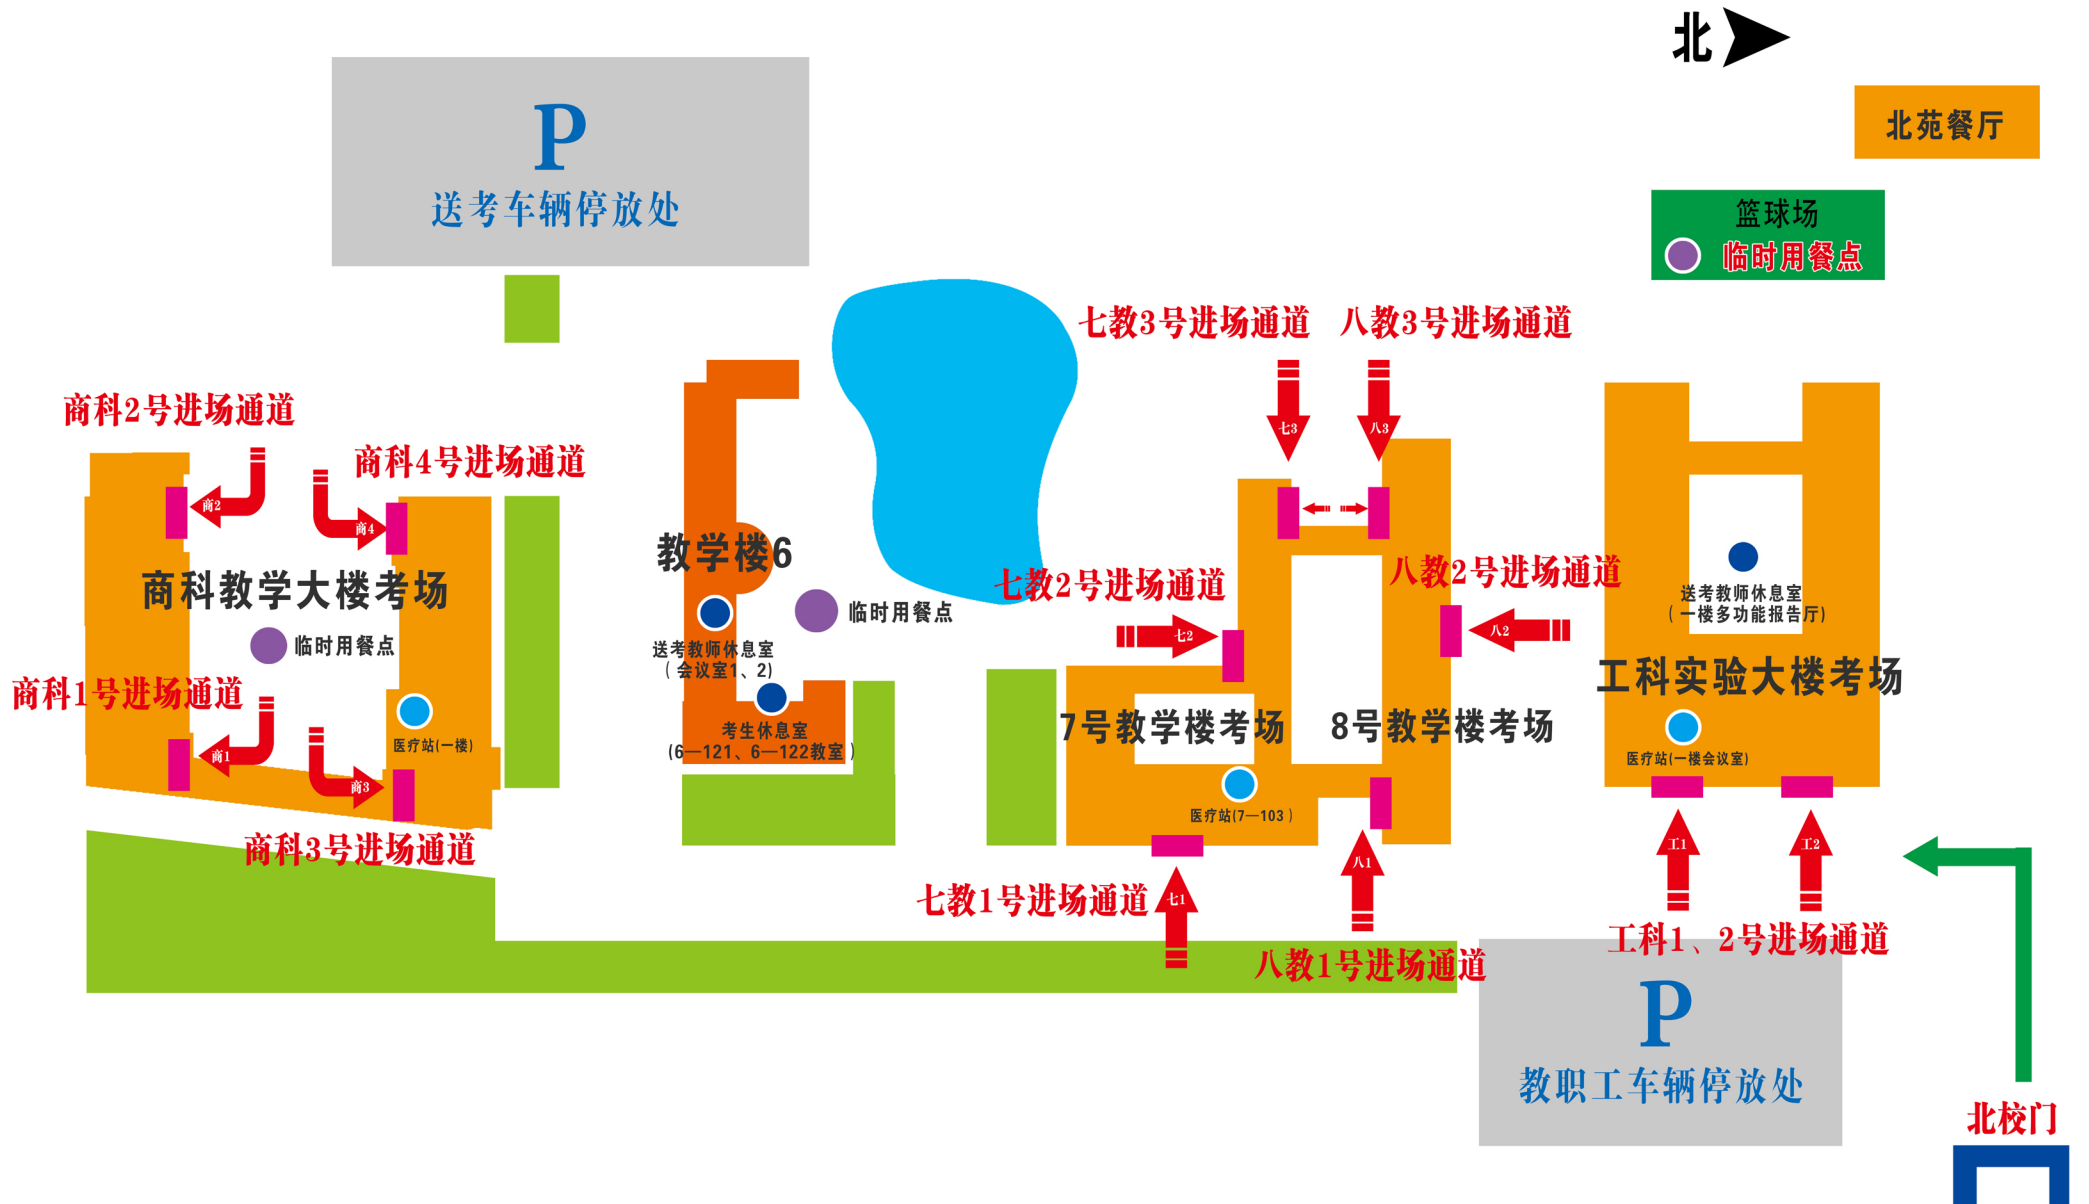 北
北苑餐厅
P
送考车辆停放处
篮球场
临时用餐点
七教3号进场通道
八教3号进场通道
商科2号进场通道
商科4号进场通道
七3
八3
商2
商4
教学楼6
商科教学大楼考场
临时用餐点
临时用餐点
送考教师休息室
(会议室1、2)
七教2号进场通道
八教2号进场通道
七2
八2
送考教师休息室
(一楼多功能报告厅)
工科实验大楼考场
商科1号进场通道
商1
商3
医疗站(一楼)
考生休息室
(6—121、6—122教室)
7号教学楼考场
8号教学楼考场
医疗站(一楼会议室)
医疗站(7—103)
商科3号进场通道
七教1号进场通道
七1
八1
工1
工2
八教1号进场通道
工科1、2号进场通道
P
教职工车辆停放处
北校门